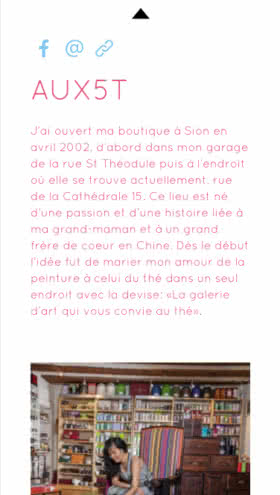 AUX5T
J'ai ouvert ma boutique à Sion en
avril 2002, d'abord dans mon garage
de la rue St Théodule puis à l'endroit
où elle se trouve actuellement, rue
de la Cathédrale 15. Ce lieu est né
d'une passion et d'une histoire liée à
ma grand-maman et à un grand
frère de coeur en Chine. Dès le début
l'idée fut de marier mon amour de la
peinture à celui du thé dans un seul
endroit avec la devise: «La galerie
d'art qui vous convie au thé».